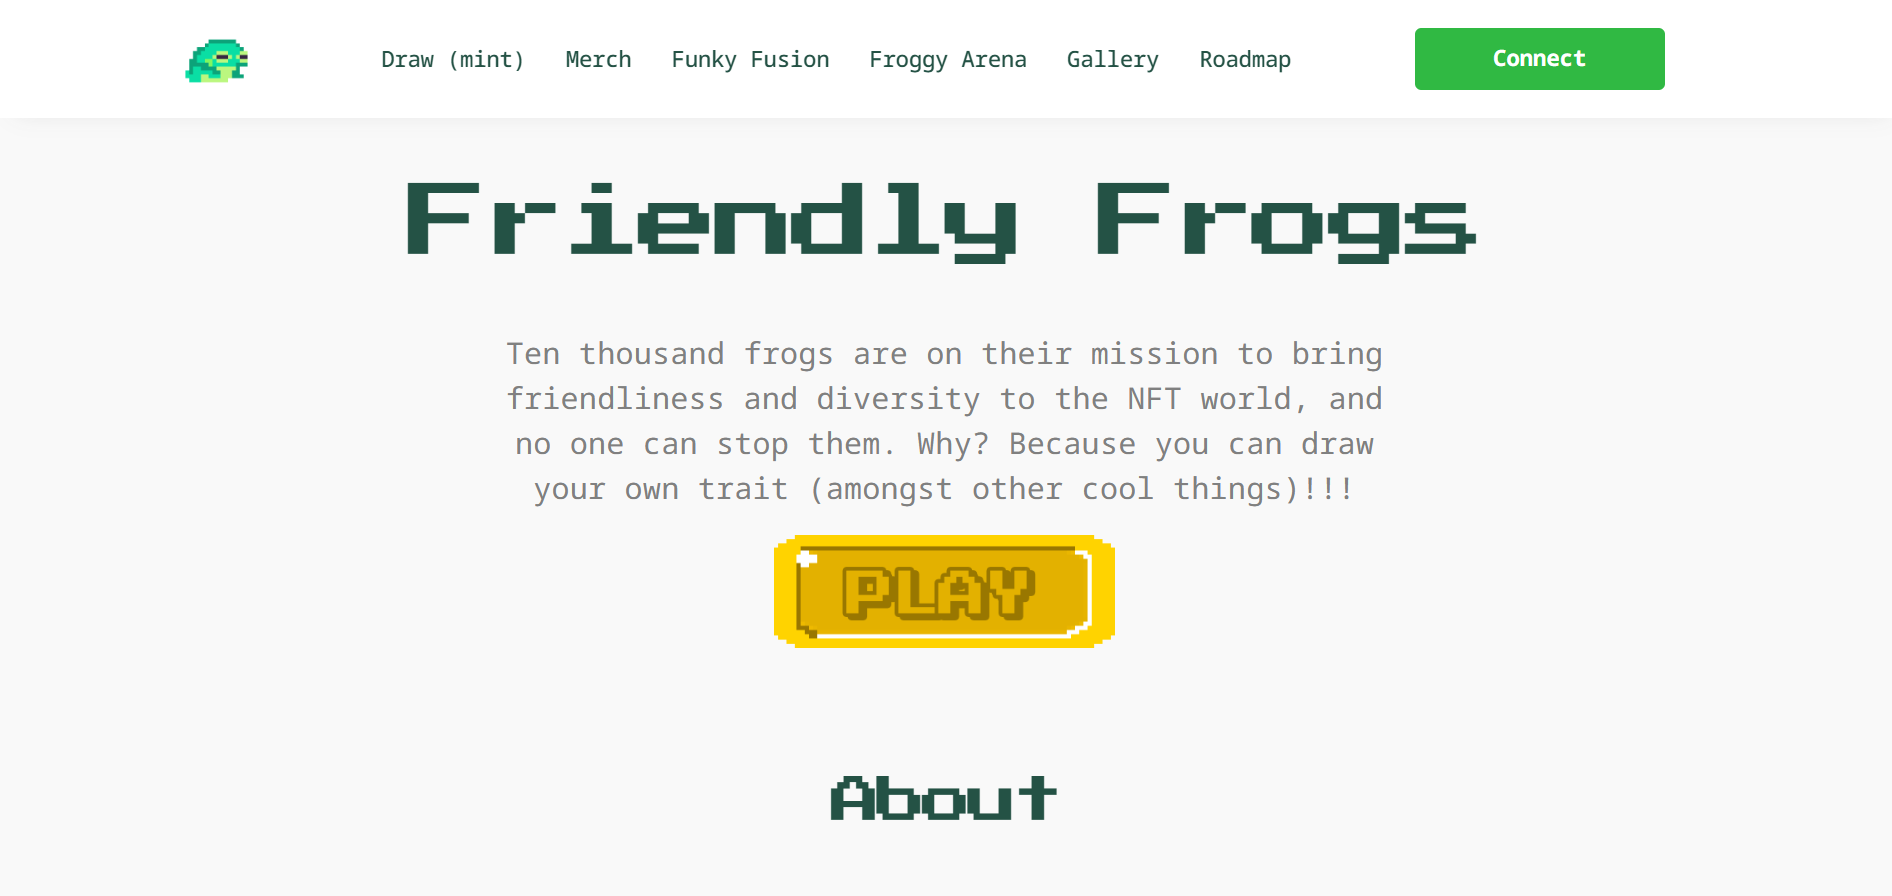 Draw (mint) Merch Funky Fusion Froggy Arena Gallery Roadmap Connect
Friendly Frogs
Ten thousand frogs are on their mission to bring
friendliness and diversity to the NFT world, and
no one can stop them. Why? Because you can draw
your own trait (amongst other cool things)!!!
PLAY
About